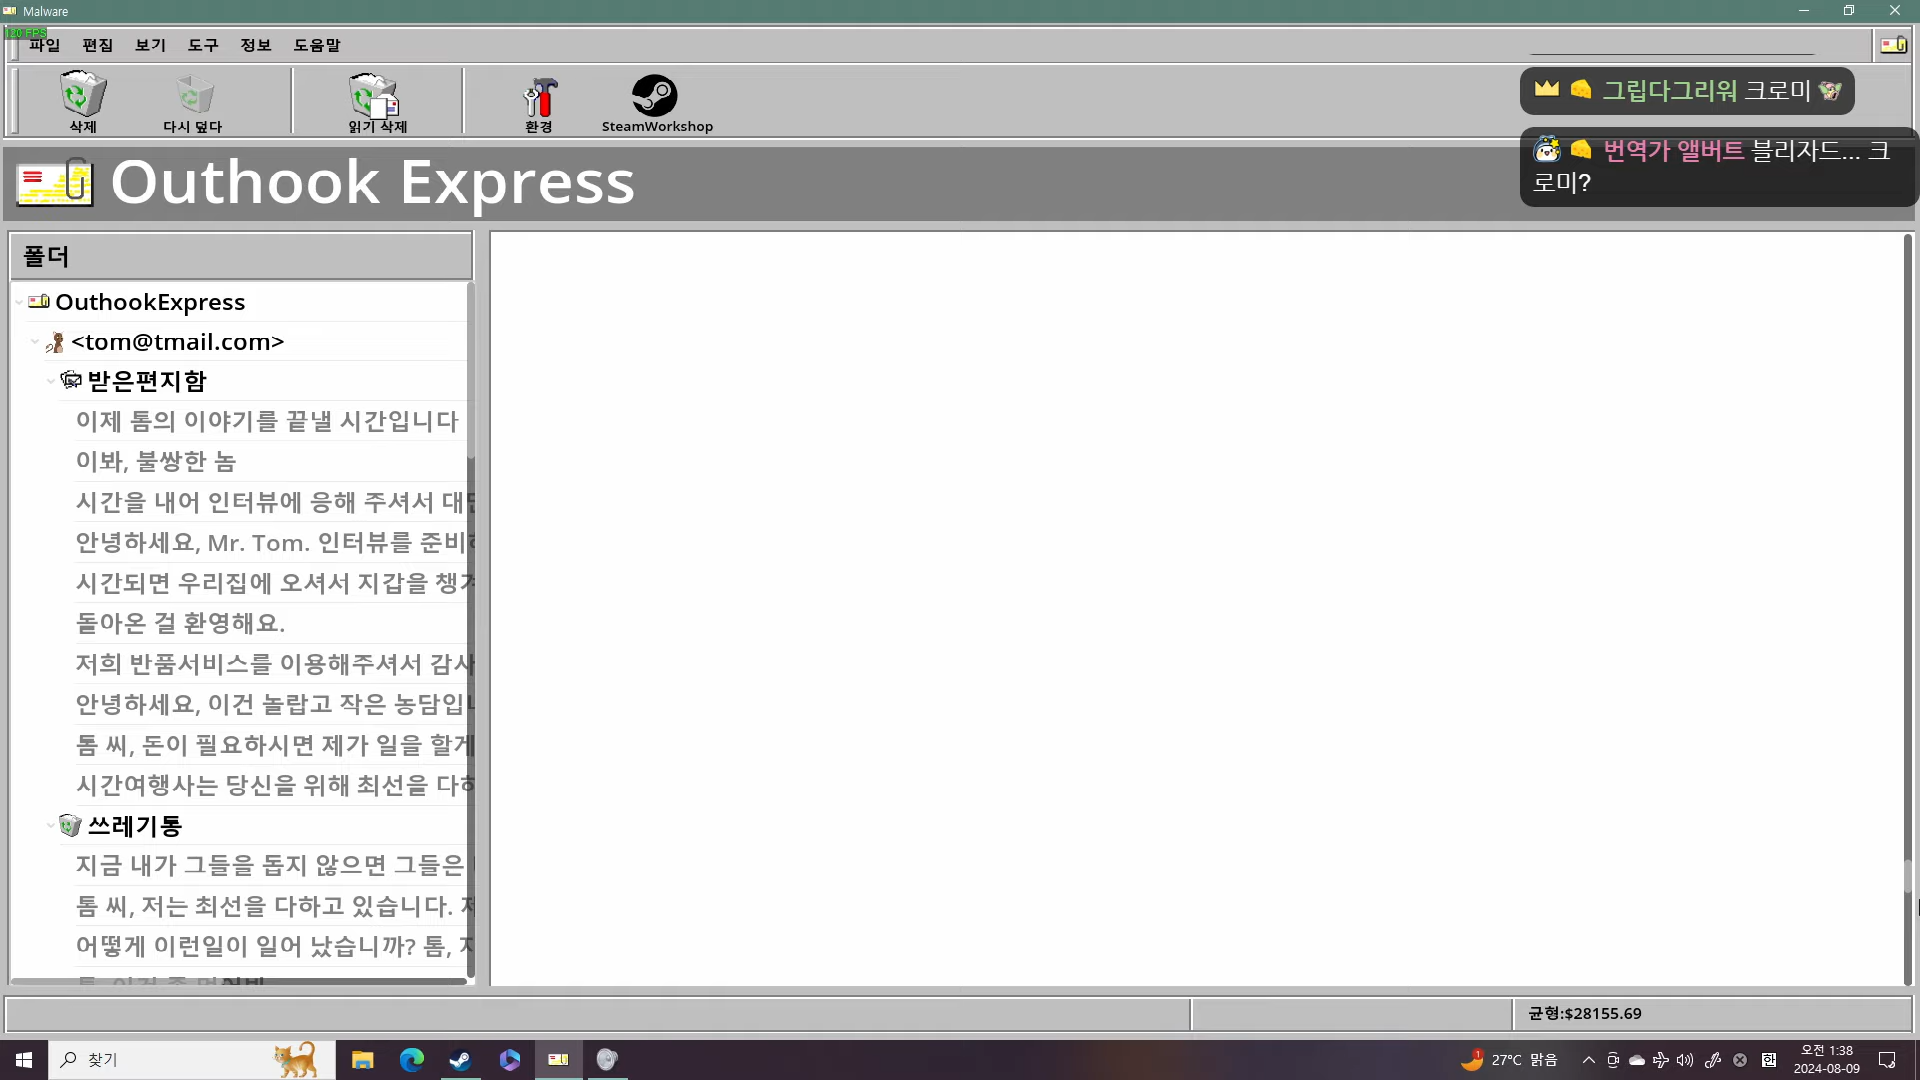 Malware
120 FPS
파일 편집 보기 도구 정보 도움말
삭제 다시 덮다 읽기 삭제 환경 SteamWorkshop
그립다그리워 크로미
번역가 앨버트 블리자드... 크
로미?
Outhook Express
폴더
OuthookExpress
<tom@tmail.com>
받은편지함
이제 톰의 이야기를 끝낼 시간입니다
이봐, 불쌍한 놈
시간을 내어 인터뷰에 응해 주셔서
안녕하세요, Mr. Tom. 인터뷰를
시간되면 우리집에 오셔서 지갑을
돌아온 걸 환영해요.
저희 반품서비스를 이용해주셔서
안녕하세요, 이건 놀랍고 작은
톰 씨, 돈이 필요하시면 제가 일을
시간여행사는 당신을 위해 최선을
쓰레기통
지금 내가 그들을 돕지 않으면 그들은
톰 씨, 저는 최선을 다하고 있습니다.
어떻게 이런일이 일어 났습니까? 톰,
균형:$28155.69
찾기
1
27°C 맑음
한
오전 1:38
2024-08-09